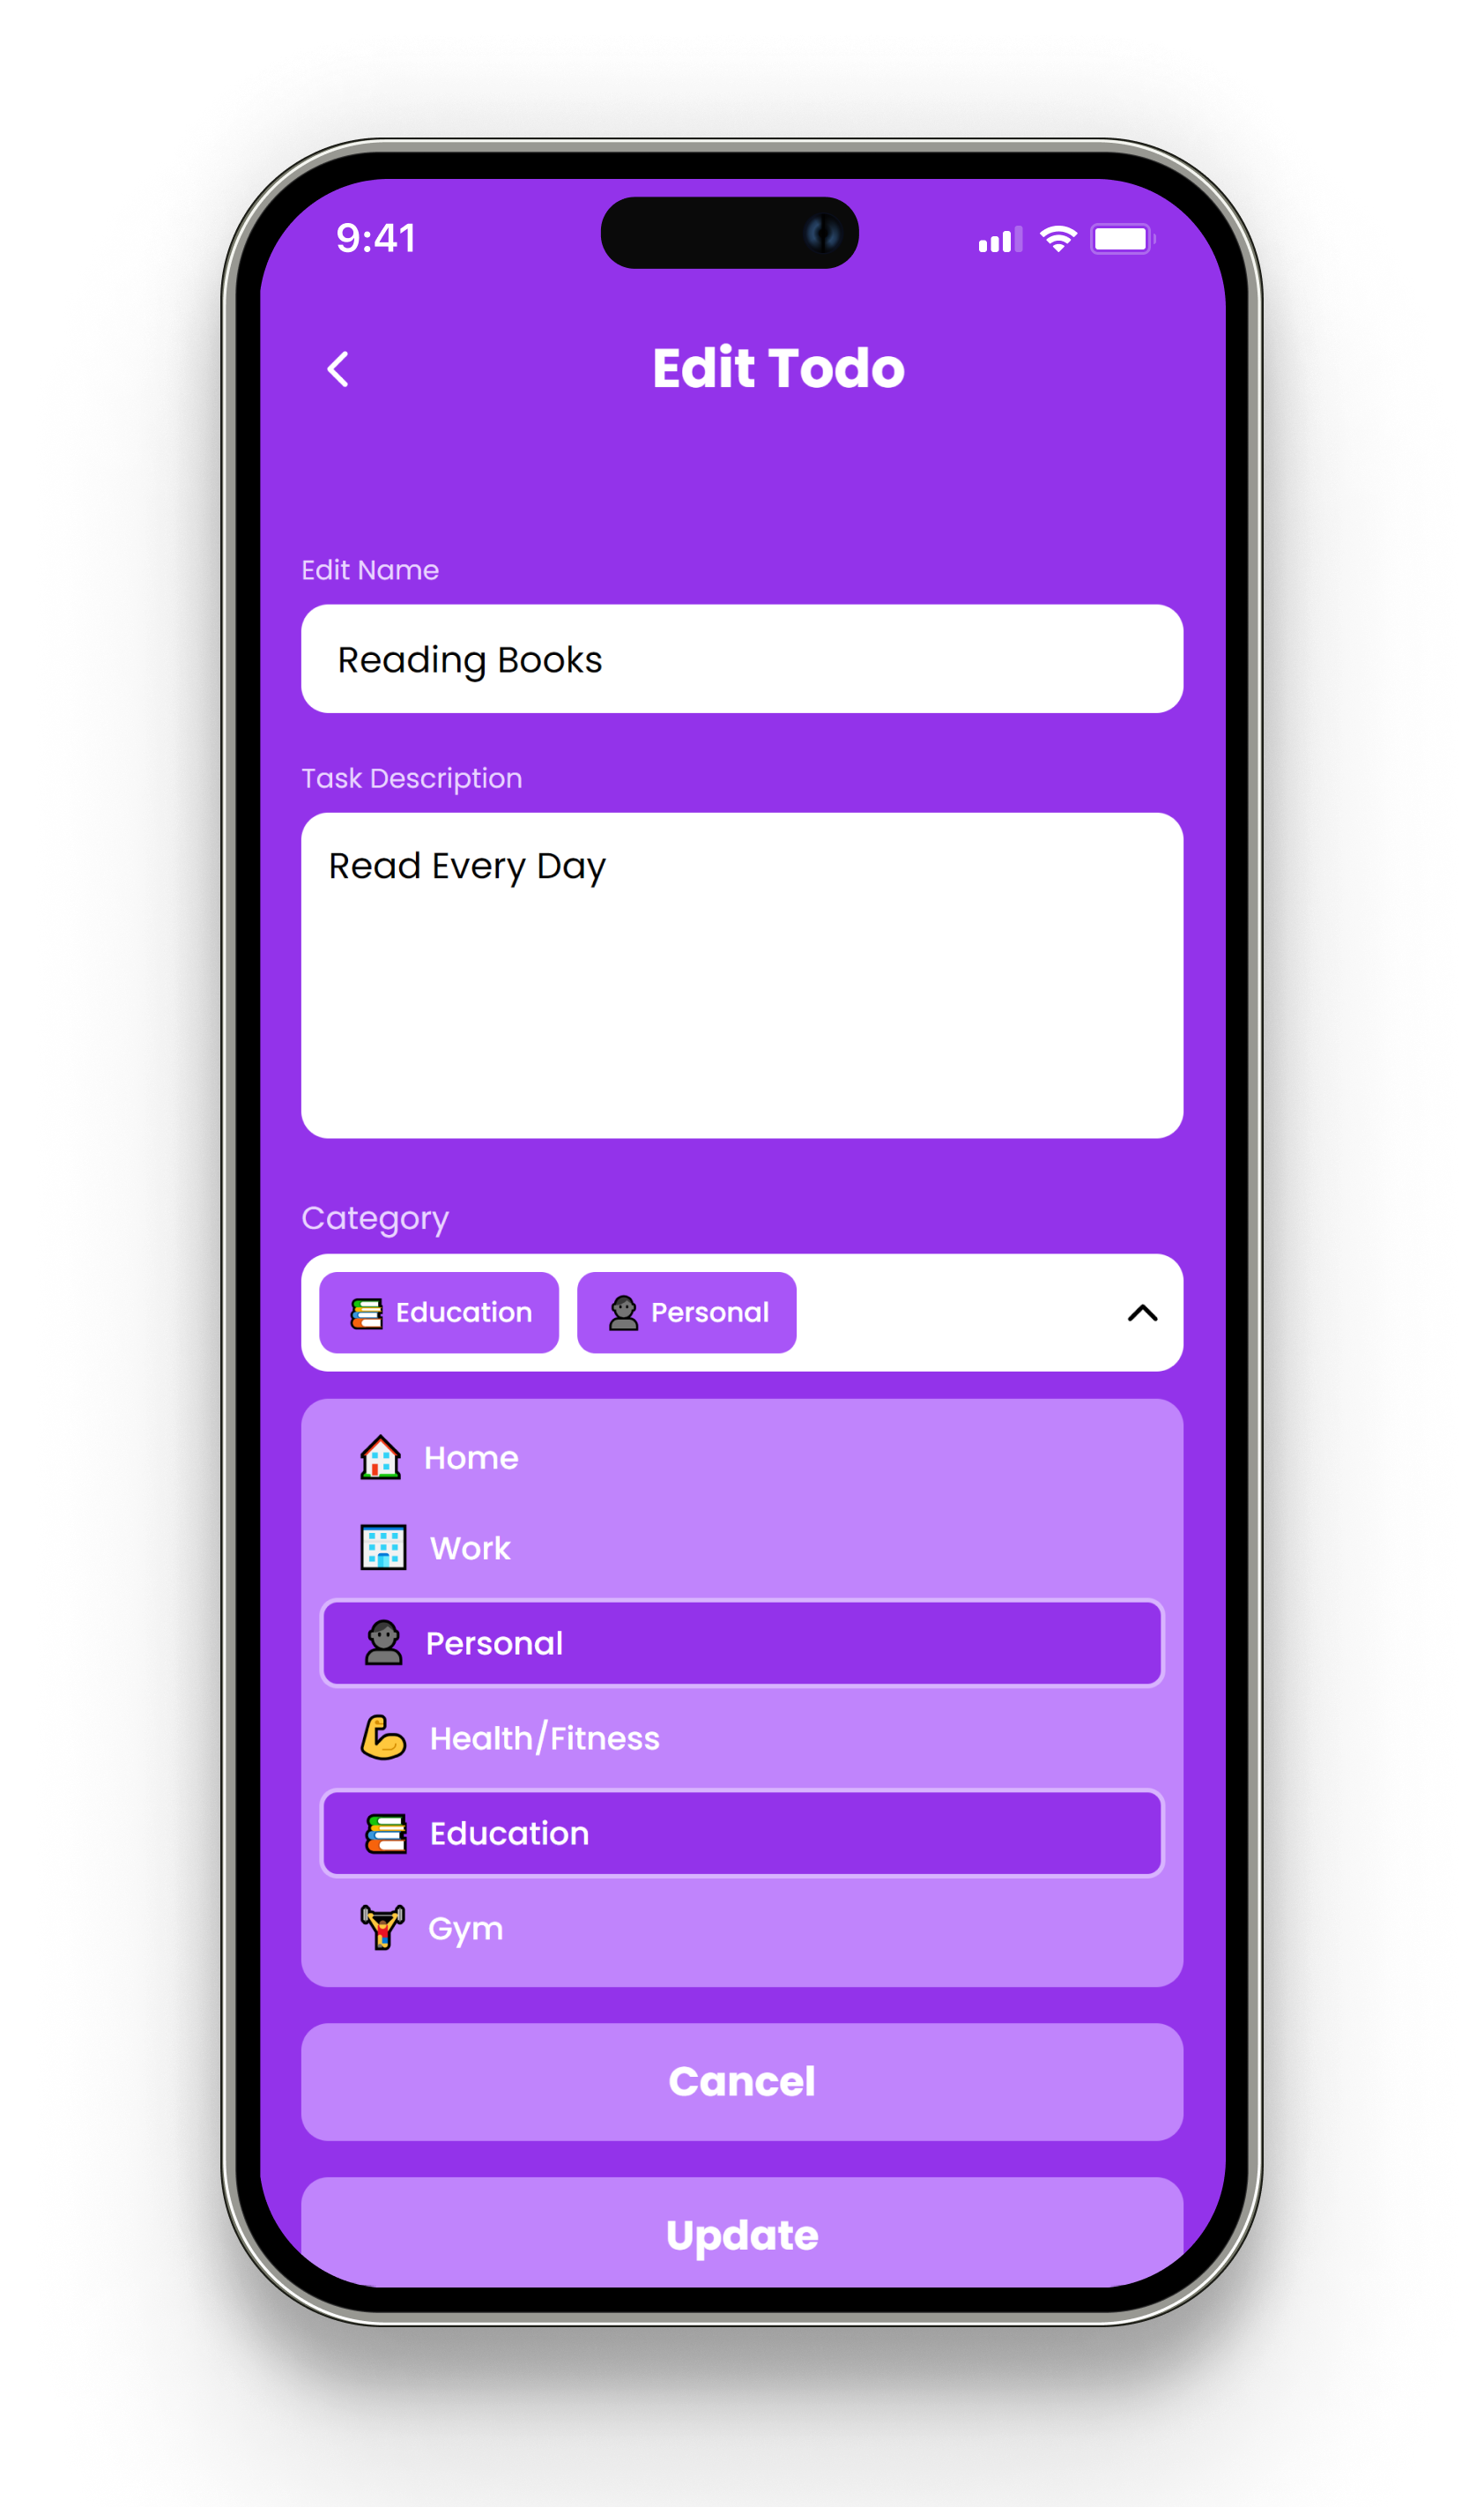 9:41
Edit Todo
Edit Name
Reading Books
Task Description
Read Every Day
Category
Education Personal
Home
Work
Personal
Health/Fitness
Education
Gym
Cancel
Update